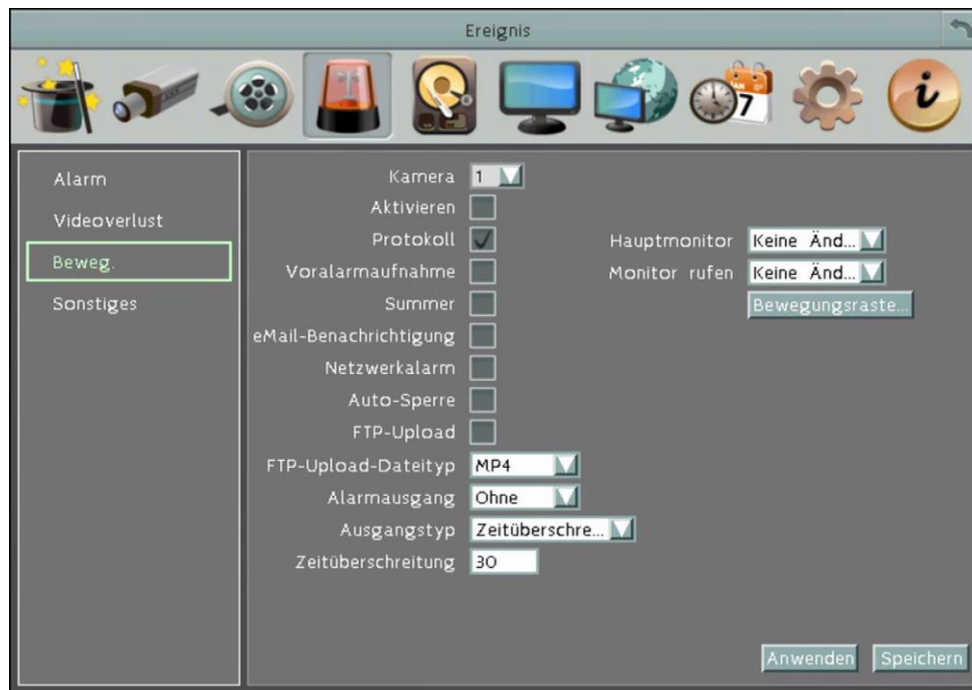 Ereignis
7
i
Alarm
Videoverlust
Beweg.
Sonstiges
Kamera 1
Aktivieren
Protokoll
Voralarmaufnahme
Summer
eMail-Benachrichtigung
Netzwerkalarm
Auto-Sperre
FTP-Upload
FTP-Upload-Dateityp MP4
Alarmausgang Ohne
Ausgangstyp Zeitüberschre...
Zeitüberschreitung 30
Hauptmonitor Keine Änd...
Monitor rufen Keine Änd...
Bewegungsraste...
Anwenden Speichern